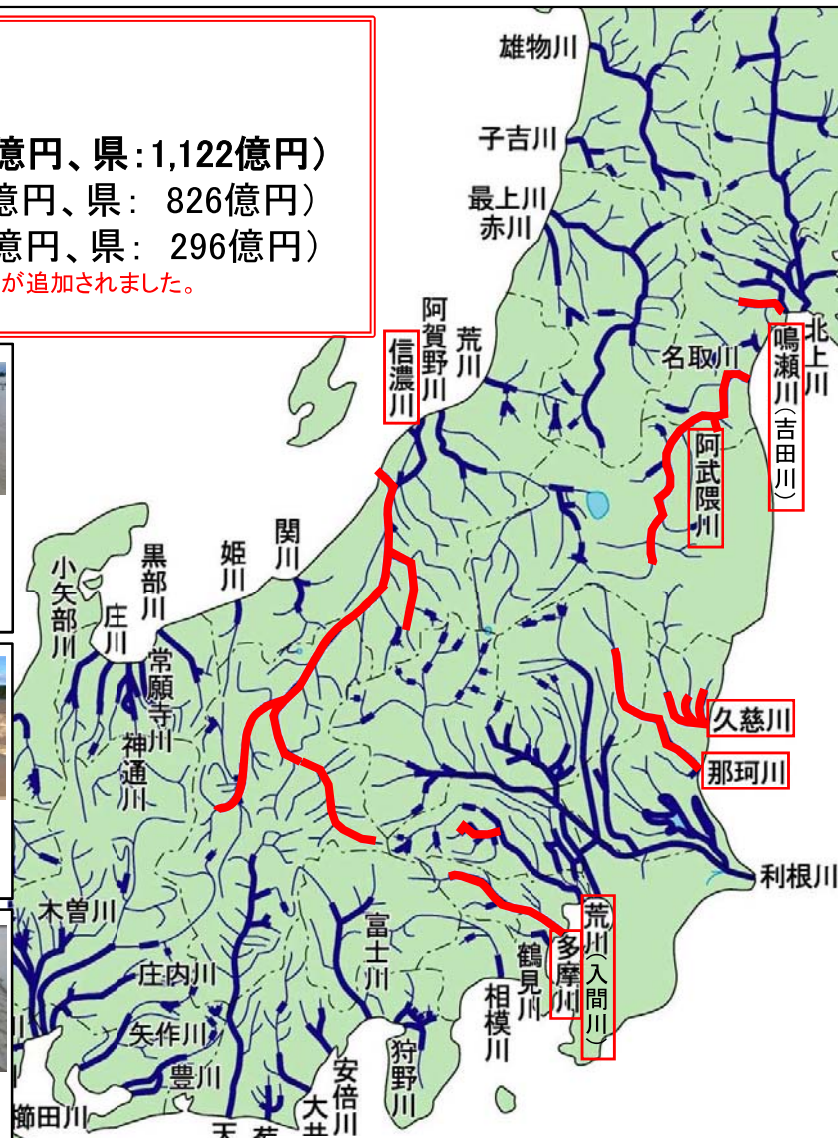 億円、県：1,122億円）
億円、県： 826億円）
億円、県： 296億円）
が追加されました。
雄物川
子吉川
最上川
赤川
荒川
阿賀野川
信濃川
名取川
北上川
鳴瀬川（吉田川）
阿武隈川
関川
姫川
黒部川
庄川
小矢部川
常願寺川
神通川
久慈川
那珂川
利根川
荒川（入間川）
多摩川
鶴見川
相模川
富士川
狩野川
安倍川
大井
木曽川
庄内川
矢作川
豊川
櫛田川
天
菊
川